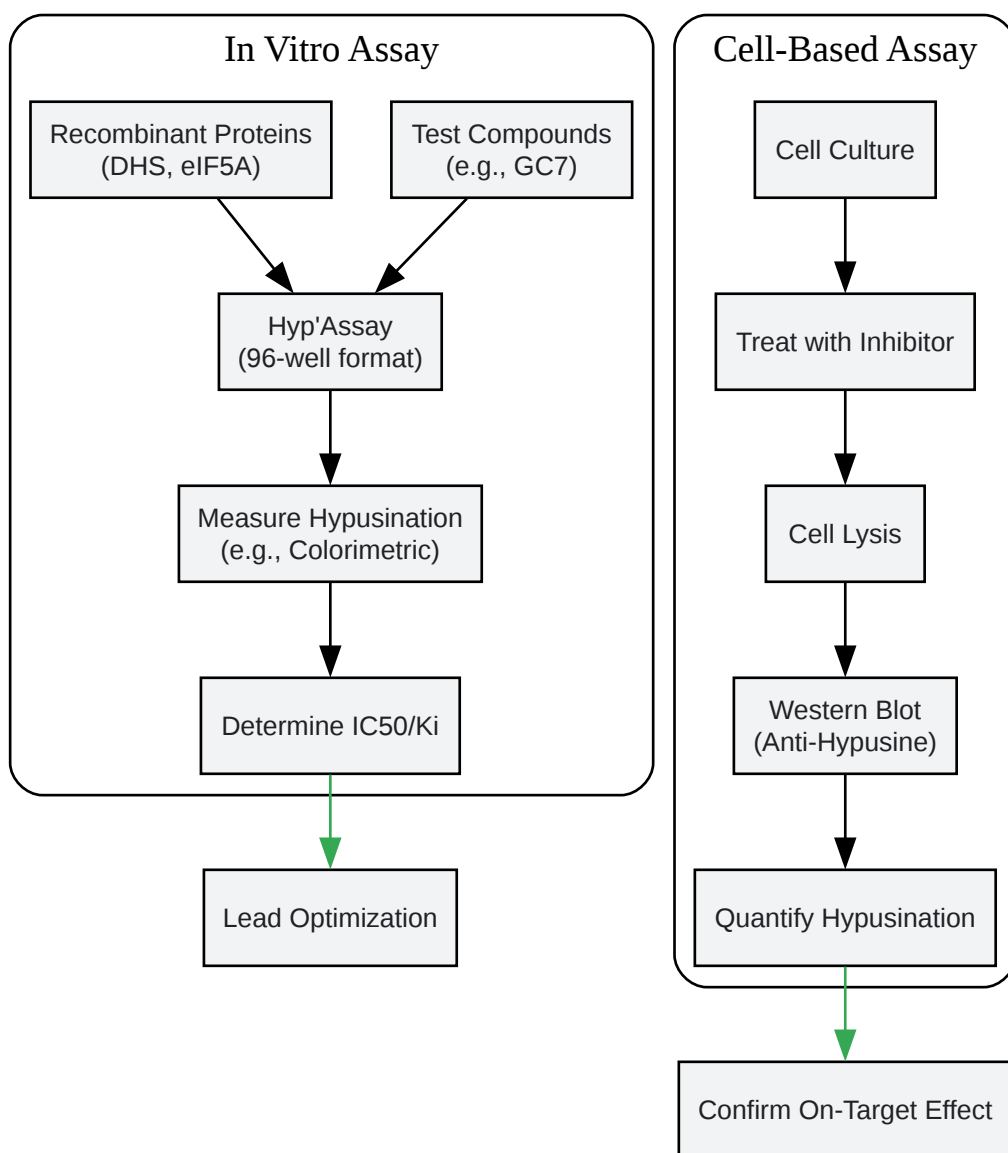 In Vitro Assay
Recombinant Proteins
(DHS, eIF5A)
Test Compounds
(e.g., GC7)
Hyp'Assay
(96-well format)
Measure Hypusination
(e.g., Colorimetric)
Determine IC50/Ki
Lead Optimization
Cell-Based Assay
Cell Culture
Treat with Inhibitor
Cell Lysis
Western Blot
(Anti-Hypusine)
Quantify Hypusination
Confirm On-Target Effect